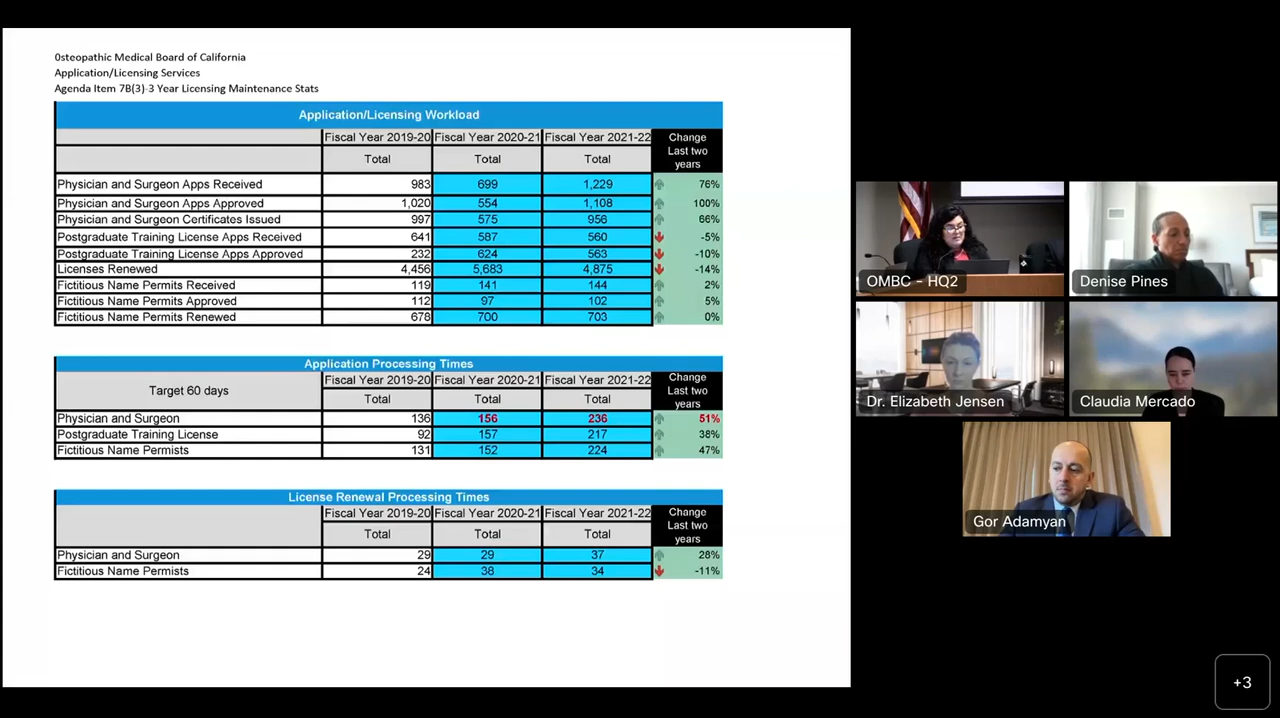 0steopathic Medical Board of California
Application/Licensing Services
Agenda Item 7B(3)-3 Year Licensing Maintenance Stats
Application/Licensing Workload
Fiscal Year 2019-20 Fiscal Year 2020-21 Fiscal Year 2021-22 Change Last two years
Total Total Total
Physician and Surgeon Apps Received 983 699 1,229 76%
Physician and Surgeon Apps Approved 1,020 554 1,108 100%
Physician and Surgeon Certificates Issued 997 575 956 66%
Postgraduate Training License Apps Received 641 587 560 -5%
Postgraduate Training License Apps Approved 232 624 563 -10%
Licenses Renewed 4,456 5,683 4,875 -14%
Fictitious Name Permits Received 119 141 144 2%
Fictitious Name Permits Approved 112 97 102 5%
Fictitious Name Permits Renewed 678 700 703 0%
Application Processing Times
Target 60 days Fiscal Year 2019-20 Fiscal Year 2020-21 Fiscal Year 2021-22 Change Last two years
Total Total Total
Physician and Surgeon 136 156 236 51%
Postgraduate Training License 92 157 217 38%
Fictitious Name Permists 131 152 224 47%
License Renewal Processing Times
Fiscal Year 2019-20 Fiscal Year 2020-21 Fiscal Year 2021-22 Change Last two years
Total Total Total
Physician and Surgeon 29 29 37 28%
Fictitious Name Permists 24 38 34 -11%
OMBC - HQ2
Denise Pines
Dr. Elizabeth Jensen
Claudia Mercado
Gor Adamyan
+3